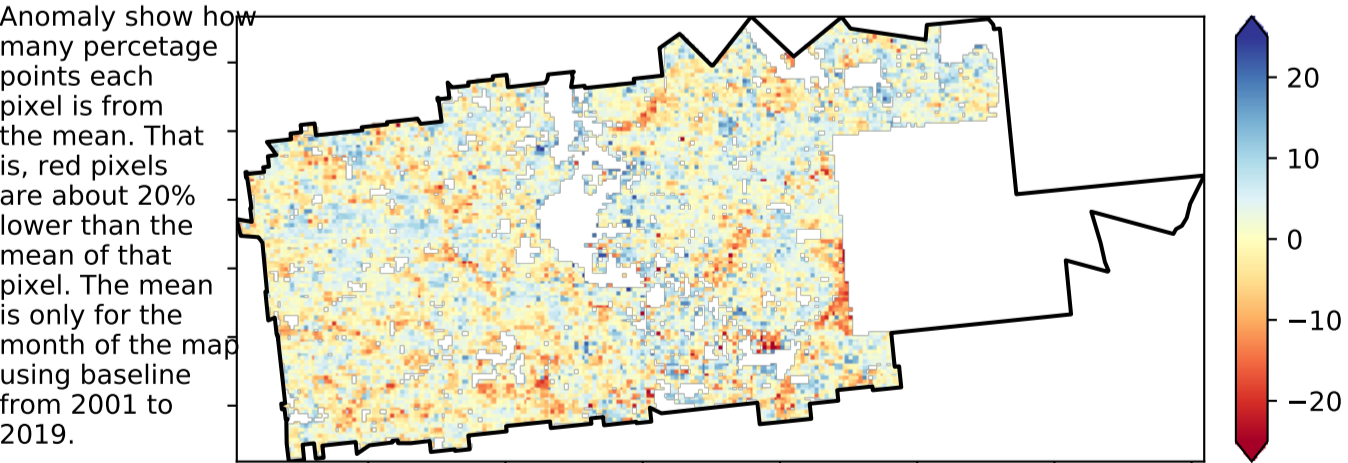 Anomaly show how
many percetage
points each
pixel is from
the mean. That
is, red pixels
are about 20%
lower than the
mean of that
pixel. The mean
is only for the
month of the map
using baseline
from 2001 to
2019.
20
10
0
−10
−20